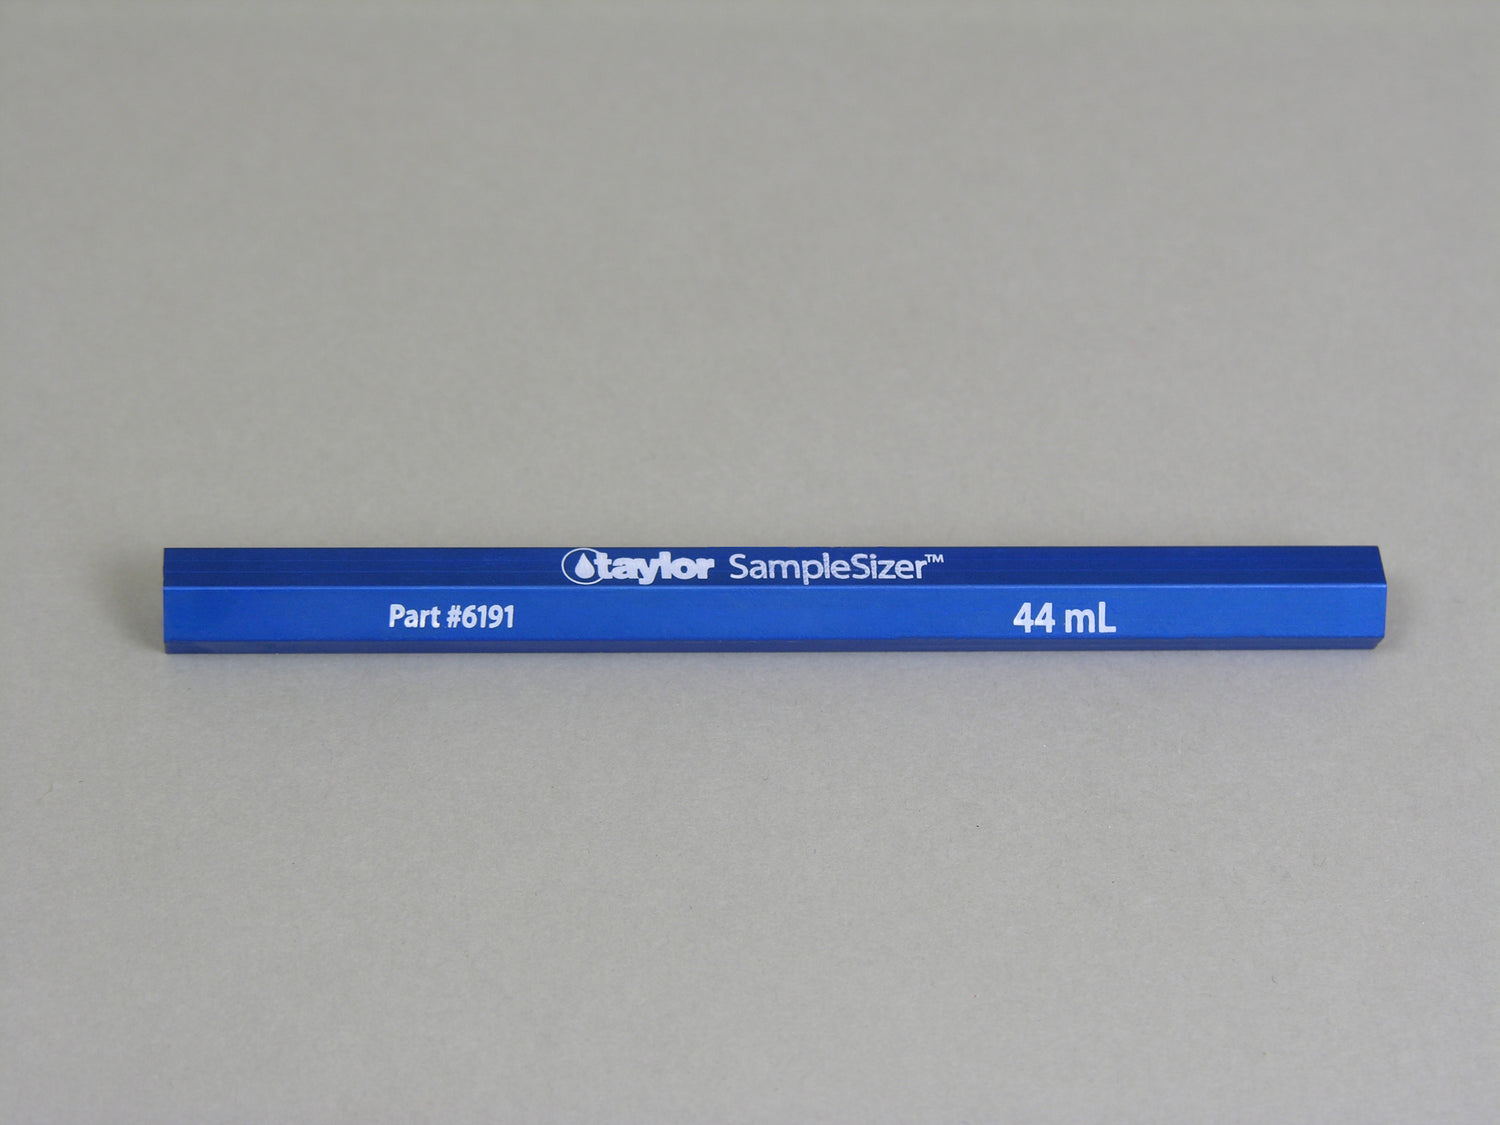 taylor SampleSizer™
Part #6191 44 mL